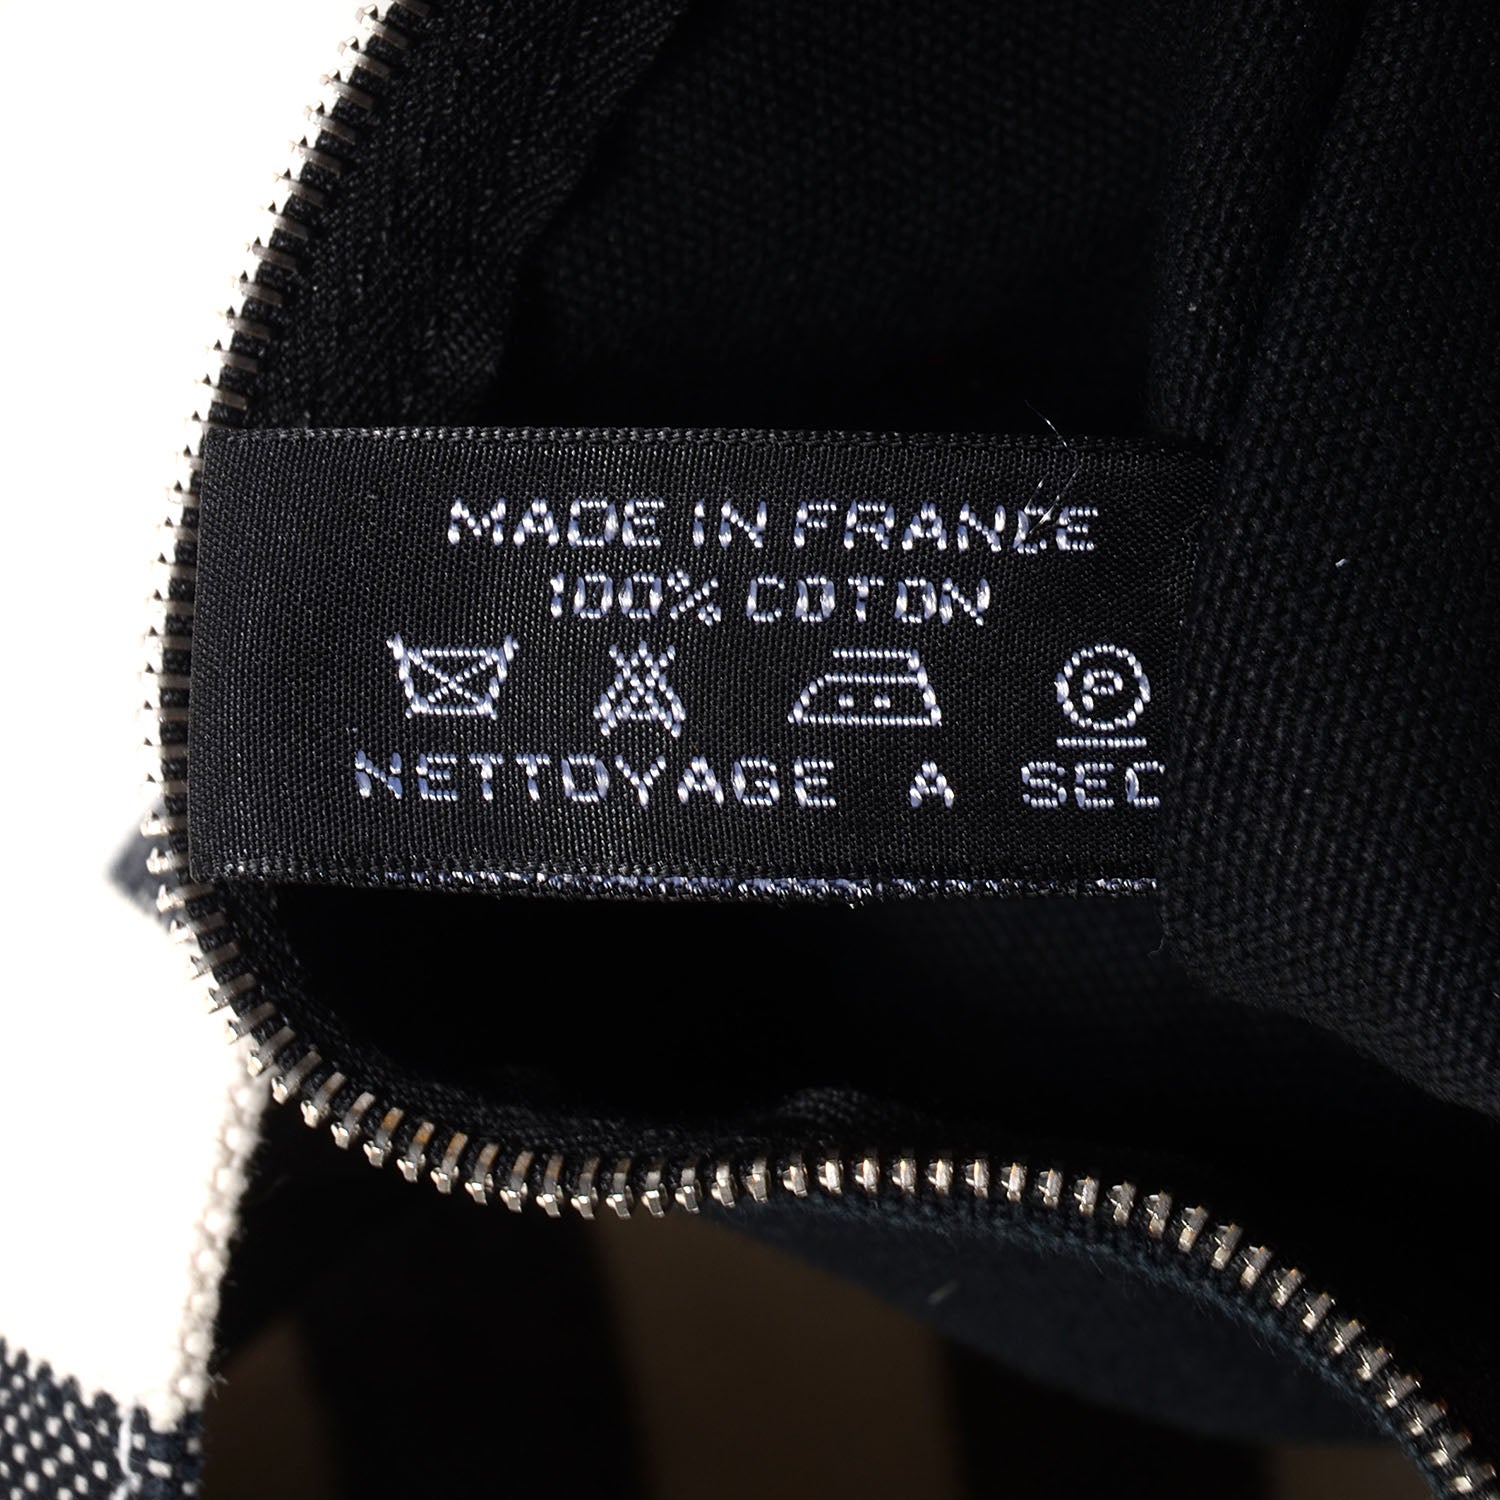 MADE IN FRANCE
100% COTON
P
NETTOYAGE A SEC